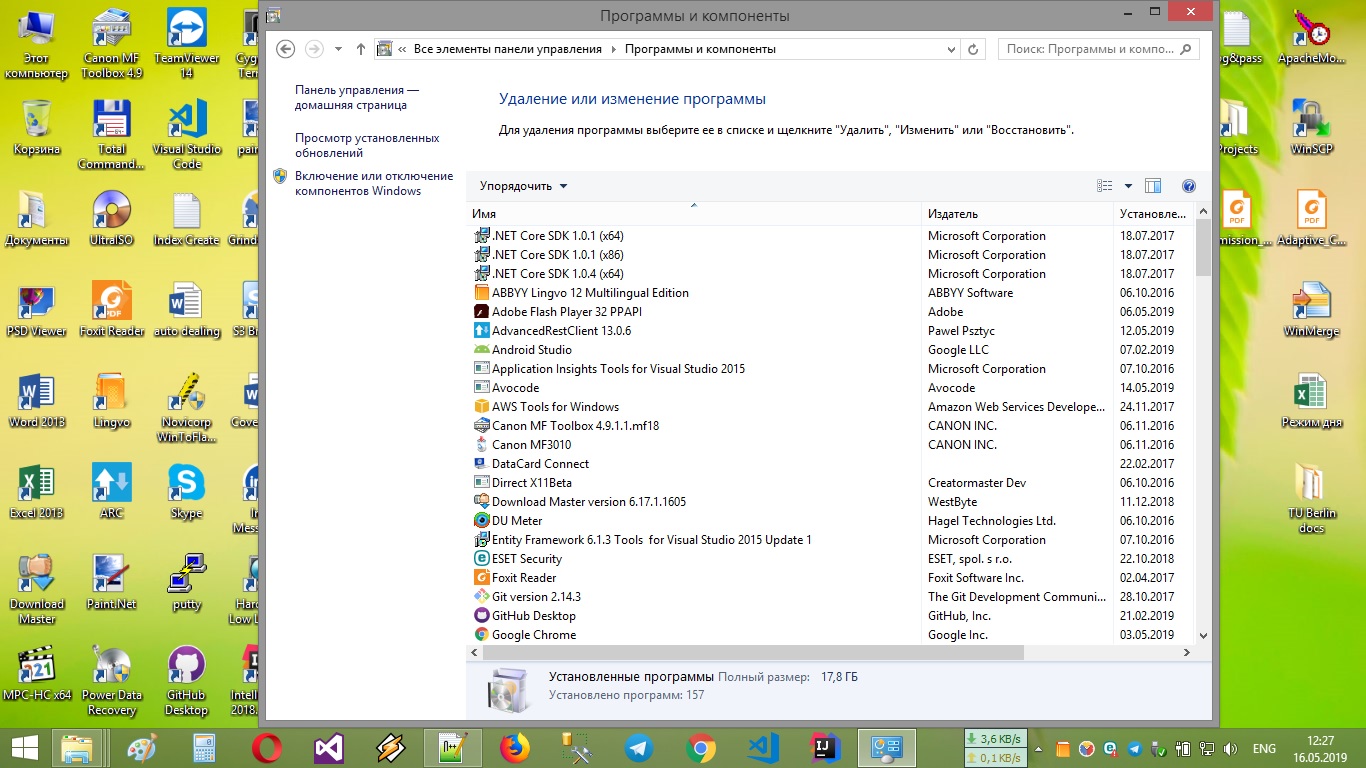 Программы и компоненты
Все элементы панели управления
Программы и компоненты
Поиск: Программы и компо...
Панель управления —
домашняя страница
Просмотр установленных
обновлений
Включение или отключение
компонентов Windows
Удаление или изменение программы
Для удаления программы выберите ее в списке и щелкните "Удалить", "Изменить" или "Восстановить".
Упорядочить
Имя Издатель Установле...
.NET Core SDK 1.0.1 (x64) Microsoft Corporation 18.07.2017
.NET Core SDK 1.0.1 (x86) Microsoft Corporation 18.07.2017
.NET Core SDK 1.0.4 (x64) Microsoft Corporation 18.07.2017
ABBYY Lingvo 12 Multilingual Edition ABBYY Software 06.10.2016
Adobe Flash Player 32 PPAPI Adobe 06.05.2019
AdvancedRestClient 13.0.6 Pawel Psztyc 12.05.2019
Android Studio Google LLC 07.02.2019
Application Insights Tools for Visual Studio 2015 Microsoft Corporation 07.10.2016
Avocode Avocode 14.05.2019
AWS Tools for Windows Amazon Web Services Develope... 24.11.2017
Canon MF Toolbox 4.9.1.1.mf18 CANON INC. 06.11.2016
Canon MF3010 CANON INC. 06.11.2016
DataCard Connect 22.02.2017
Dirrect X11Beta Creatormaster Dev 06.10.2016
Download Master version 6.17.1.1605 WestByte 11.12.2018
DU Meter Hagel Technologies Ltd. 06.10.2016
Entity Framework 6.1.3 Tools for Visual Studio 2015 Update 1 Microsoft Corporation 07.10.2016
ESET Security ESET, spol. s r.o. 22.10.2018
Foxit Reader Foxit Software Inc. 02.04.2017
Git version 2.14.3 The Git Development Communi... 28.10.2017
GitHub Desktop GitHub, Inc. 21.02.2019
Google Chrome Google Inc. 03.05.2019
Установленные программы Полный размер: 17,8 ГБ
Установлено программ: 157
Этот
компьютер
Canon MF
Toolbox 4.9
TeamViewer
14
Корзина
Total
Command...
Visual Studio
Code
Документы
UltraISO
Index Create
PSD Viewer
Foxit Reader
auto dealing
Word 2013
Lingvo
Novicorp
WinToFla...
Excel 2013
ARC
Skype
Download
Master
Paint.Net
putty
MPC-HC x64
Power Data
Recovery
GitHub
Desktop
ApacheMo...
WinSCP
Adaptive_C...
WinMerge
Режим дня
TU Berlin
docs
3,6 KB/s
0,1 KB/s
ENG
12:27
16.05.2019